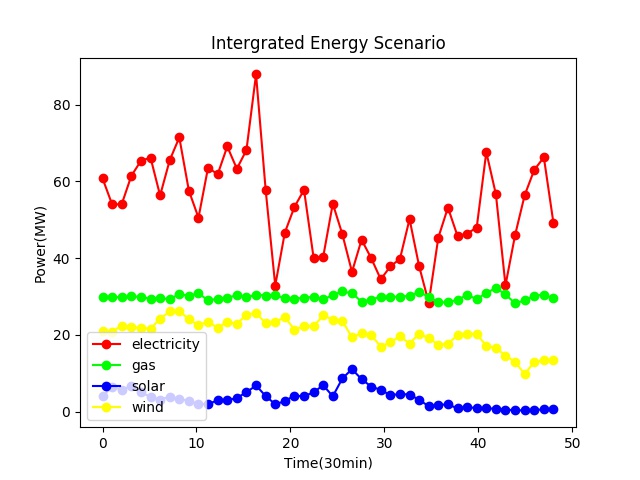 Intergrated Energy Scenario
Power(MW)
80
60
40
20
0
electricity
gas
solar
wind
0 10 20 30 40 50
Time(30min)